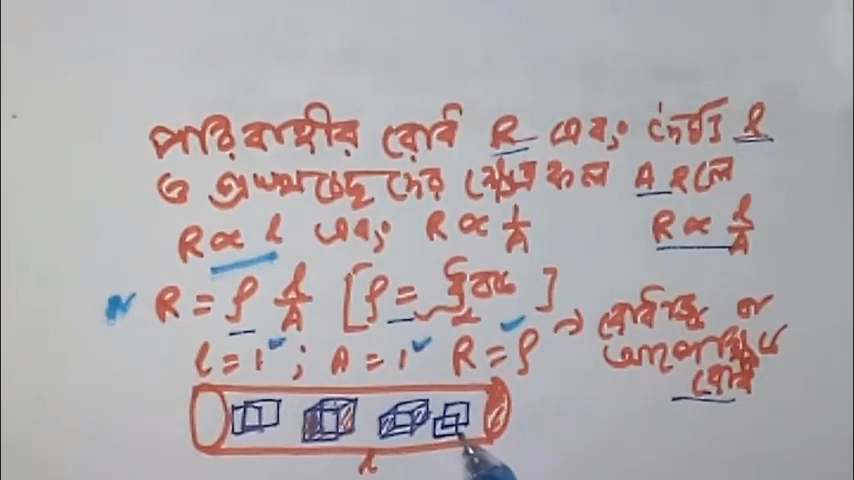 পরিবাহীর রোধ R এবং দৈর্ঘ্য l
ও প্রস্থচ্ছেদের ক্ষেত্রফল A হলে
R ∝ l এবং R ∝ 1/A R ∝ l/A
R = ρ l/A [ρ = ধ্রুবক]
l = 1 ; A = 1 R = ρ → রোধাঙ্ক বা
আপেক্ষিক
রোধ
l